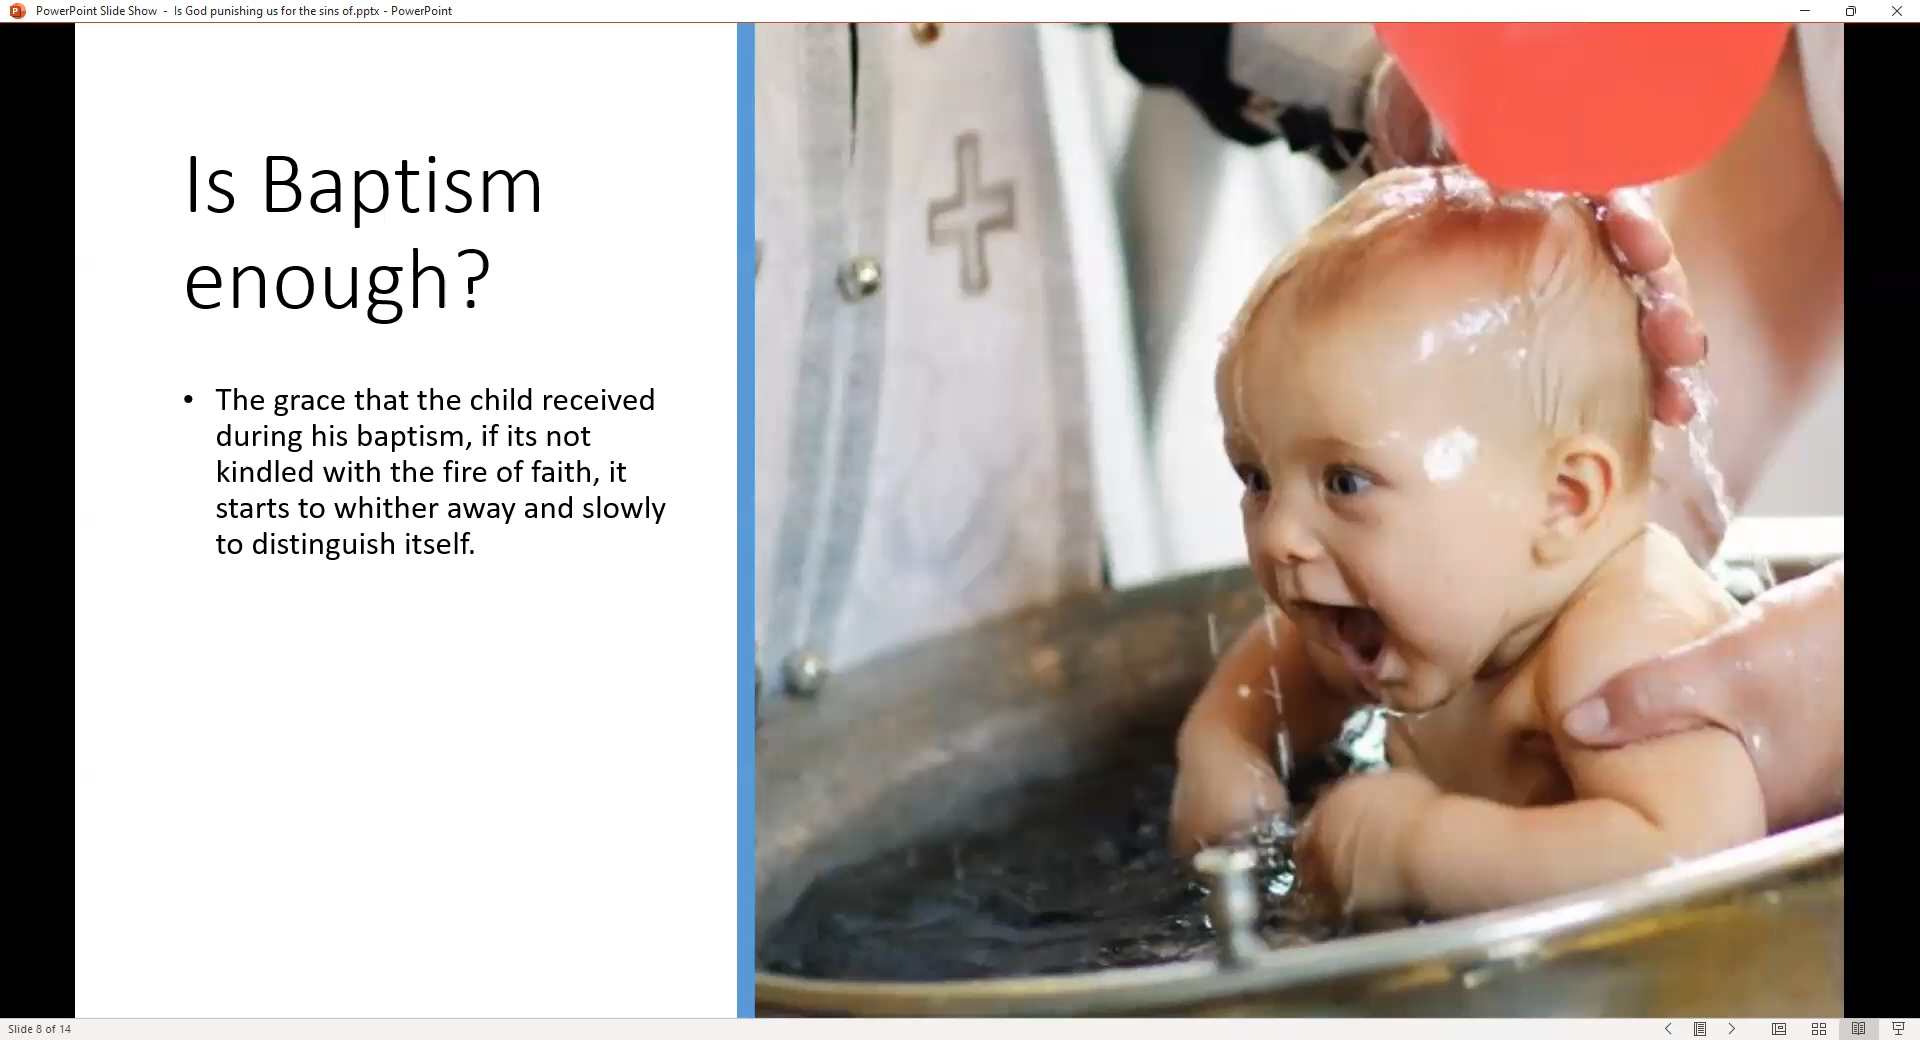 PowerPoint Slide Show - Is God punishing us for the sins of.pptx - PowerPoint
Is Baptism
enough?
• The grace that the child received
during his baptism, if its not
kindled with the fire of faith, it
starts to whither away and slowly
to distinguish itself.
Slide 8 of 14